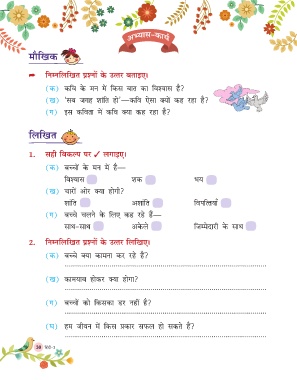 अभ्यास-कार्य
मौखिक
निम्नलिखित प्रश्नों के उत्तर बताइए।
(क) कवि के मन में किस बात का विश्वास है?
(ख) 'सब जगह शांति हो'—कवि ऐसा क्यों कह रहा है?
(ग) इस कविता में कवि क्या कह रहा है?
लिखित
1. सही विकल्प पर ✓ लगाइए।
(क) बच्चों के मन में है—
विश्वास शक भय
(ख) चारों ओर क्या होगी?
शांति अशांति विपत्तियाँ
(ग) बच्चे चलने के लिए कह रहे हैं—
साथ-साथ अकेले जिम्मेदारी के साथ
2. निम्नलिखित प्रश्नों के उत्तर लिखिए।
(क) बच्चे क्या कामना कर रहे हैं?
(ख) कामयाब होकर क्या होगा?
(ग) बच्चों को किसका डर नहीं है?
(घ) हम जीवन में किस प्रकार सफल हो सकते हैं?